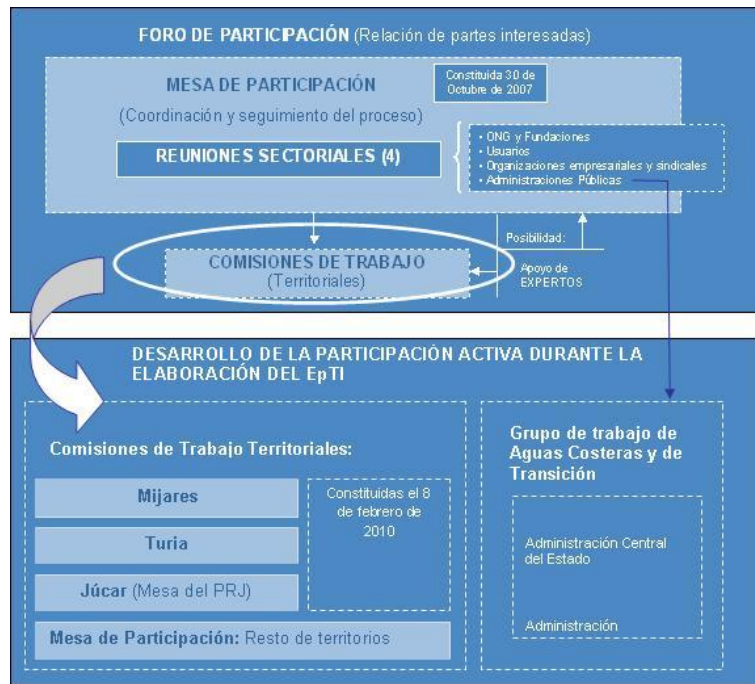 FORO DE PARTICIPACIÓN (Relación de partes interesadas)
MESA DE PARTICIPACIÓN
(Coordinación y seguimiento del proceso)
Constituida 30 de
Octubre de 2007
REUNIONES SECTORIALES (4)
• ONG y Fundaciones
• Usuarios
• Organizaciones empresariales y sindicales
• Administraciones Públicas
COMISIONES DE TRABAJO
(Territoriales)
Posibilidad:
Apoyo de
EXPERTOS
DESARROLLO DE LA PARTICIPACIÓN ACTIVA DURANTE LA
ELABORACIÓN DEL EpTI
Comisiones de Trabajo Territoriales:
Mijares
Turia
Júcar (Mesa del PRJ)
Constituidas el 8
de febrero de
2010
Mesa de Participación: Resto de territorios
Grupo de trabajo de
Aguas Costeras y de
Transición
Administración Central
del Estado
Administración